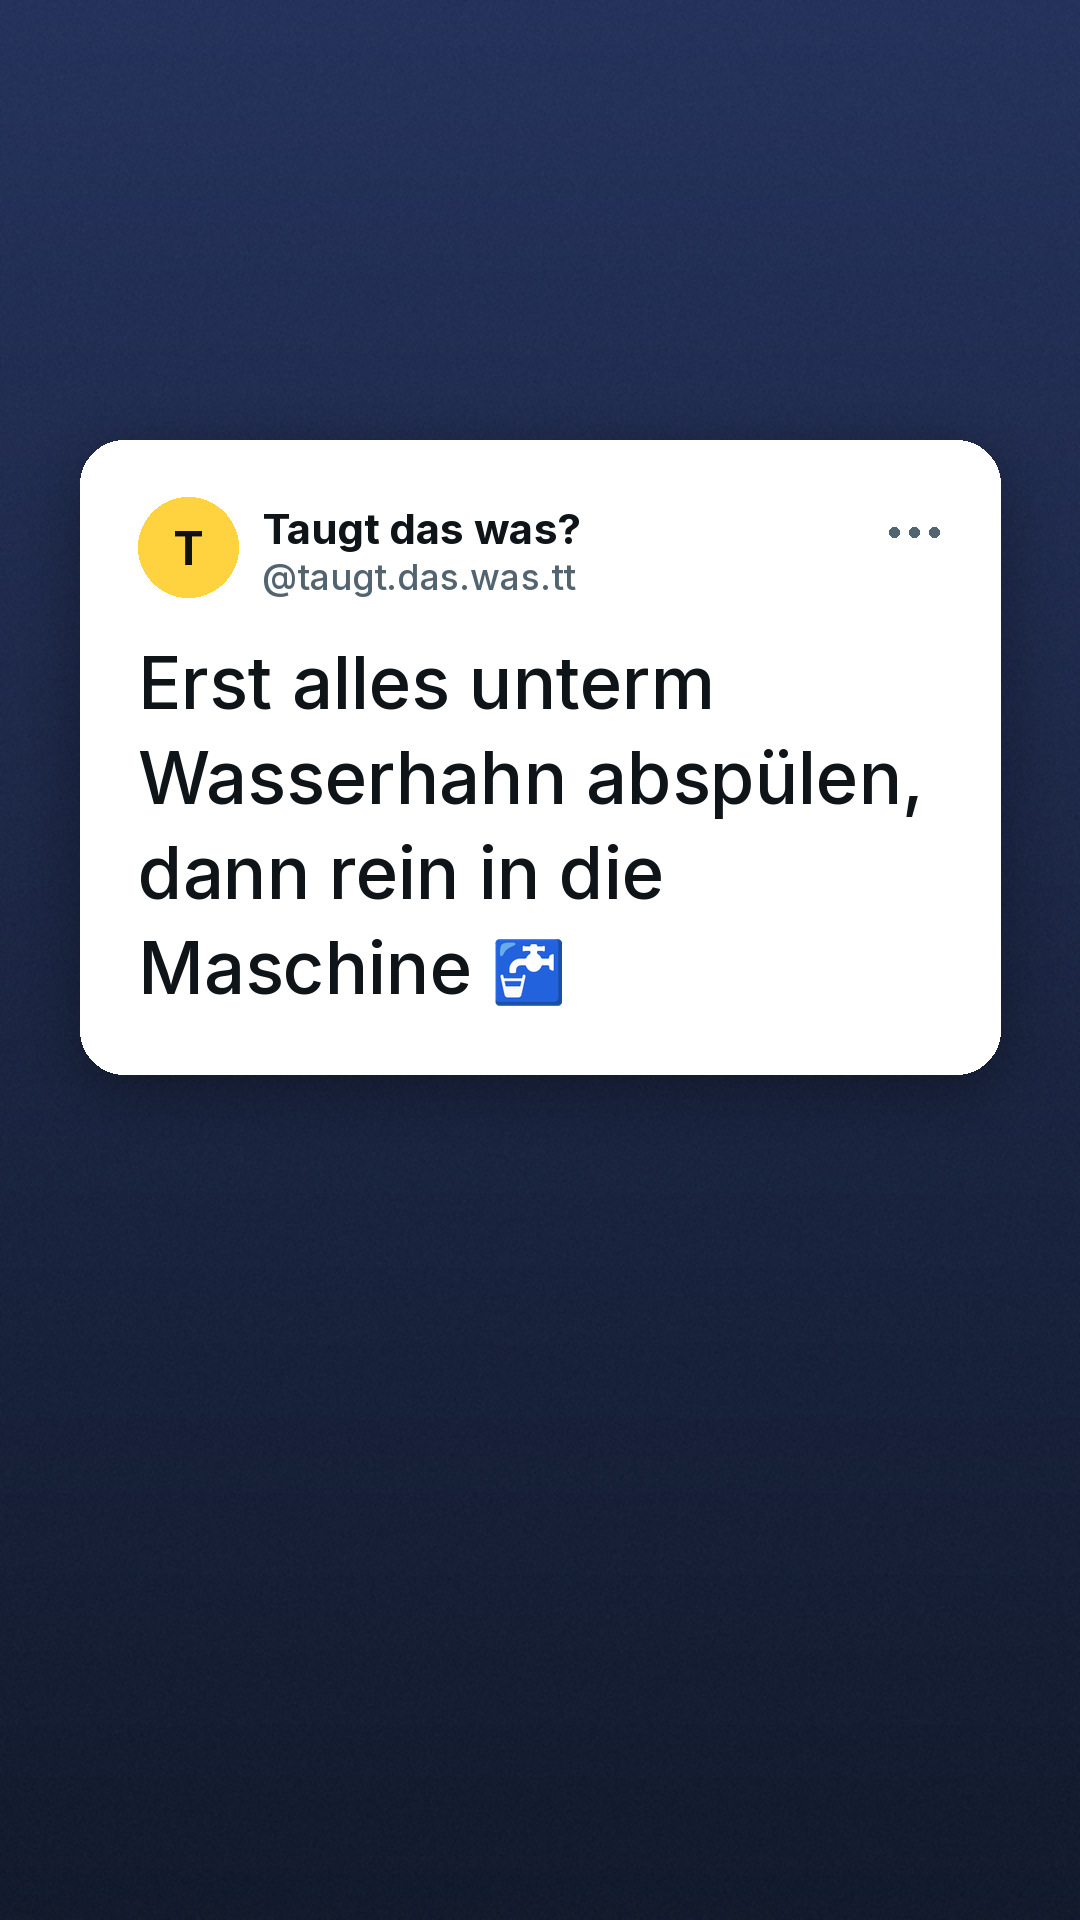 T
Taugt das was?
@taugt.das.was.tt
Erst alles unterm
Wasserhahn abspülen,
dann rein in die
Maschine 🚰